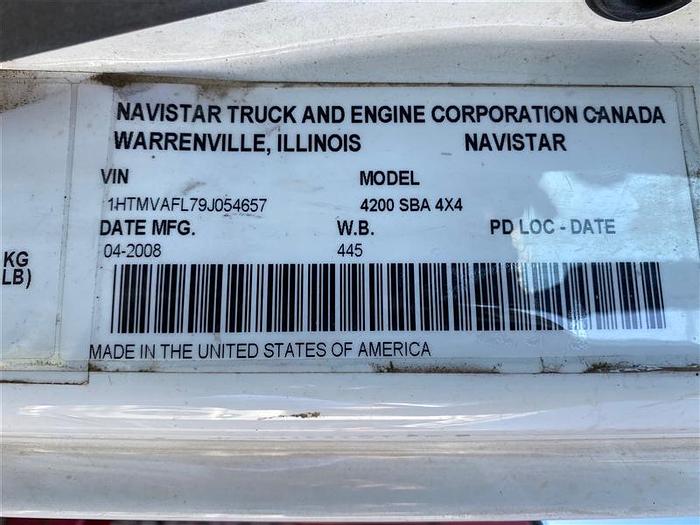 NAVISTAR TRUCK AND ENGINE CORPORATION CANADA
WARRENVILLE, ILLINOIS NAVISTAR
VIN MODEL
1HTMVAFL79J054657 4200 SBA 4X4
DATE MFG. W.B. PD LOC - DATE
04-2008 445
KG
LB)
MADE IN THE UNITED STATES OF AMERICA